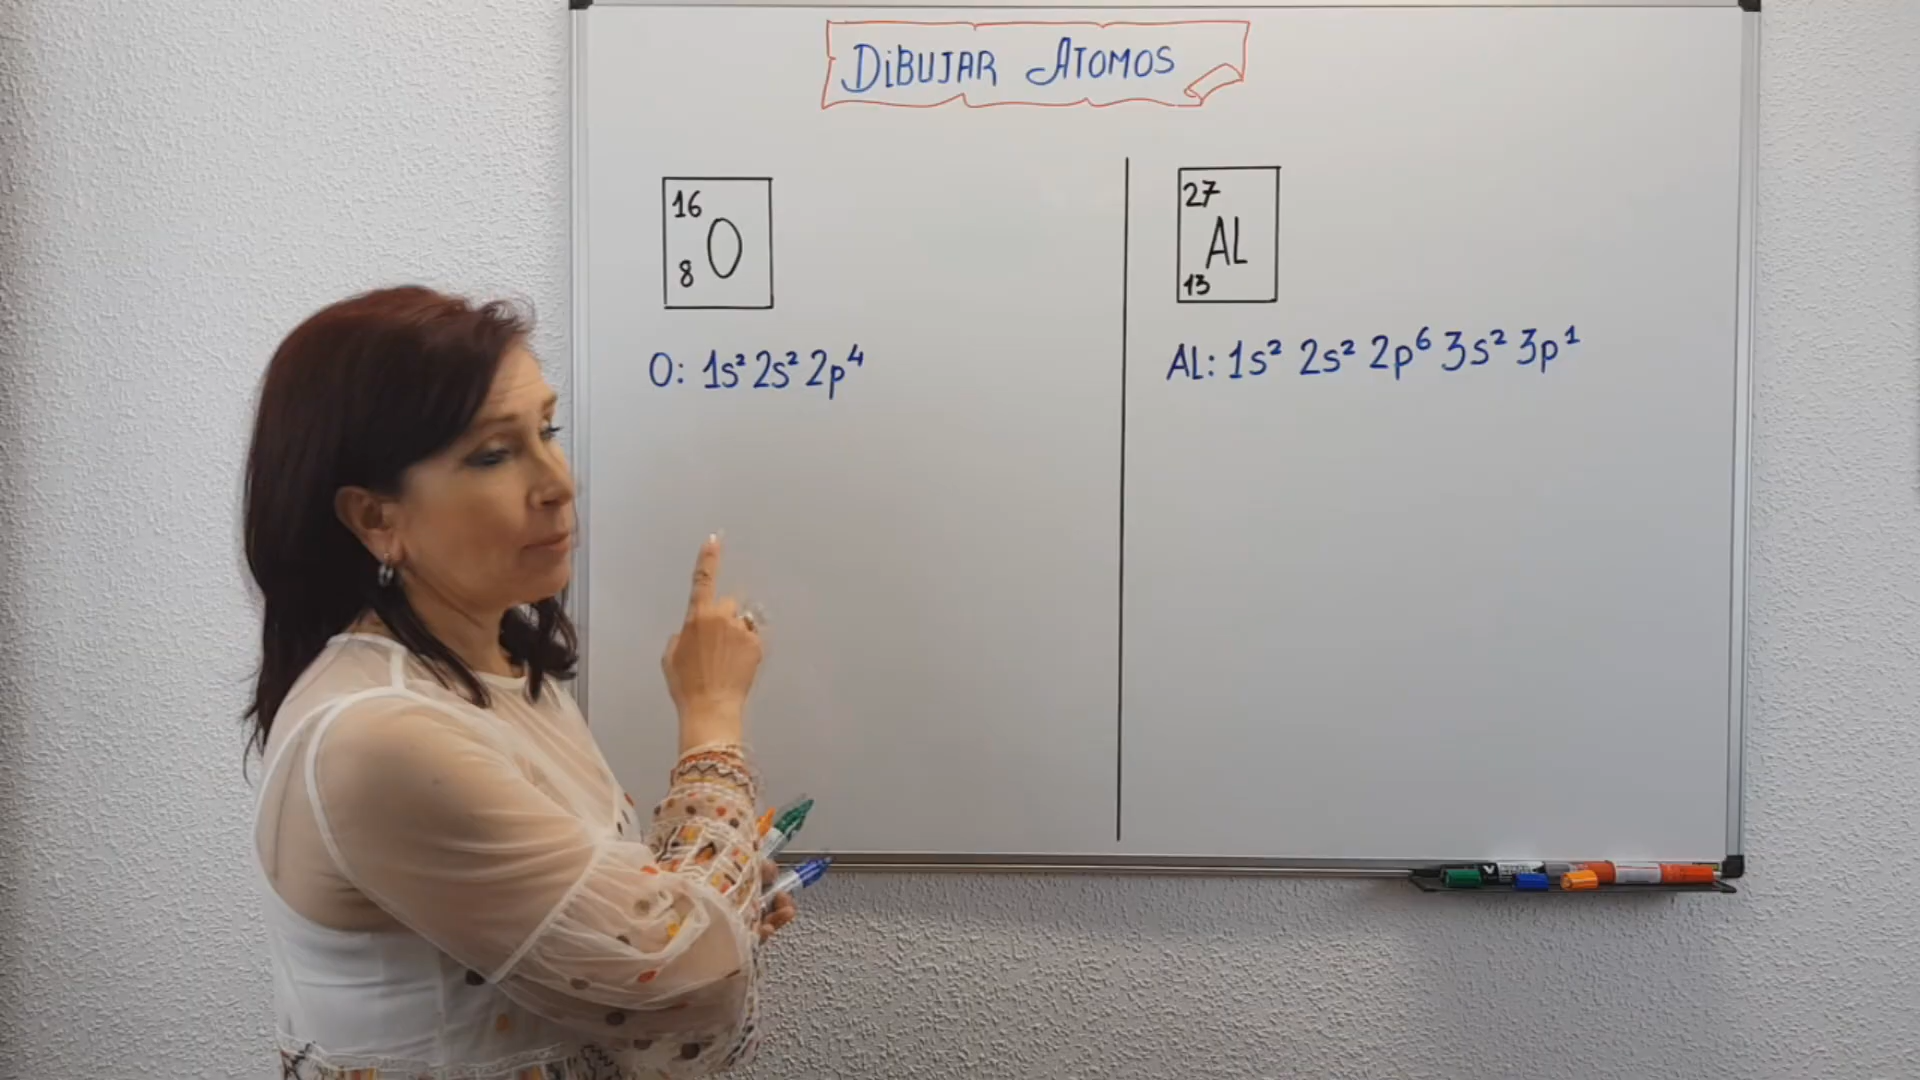 DiBUJAR ATOMOS
16
8 O
O: 1s² 2s² 2p⁴
27
AL
13
AL: 1s² 2s² 2p⁶ 3s² 3p¹